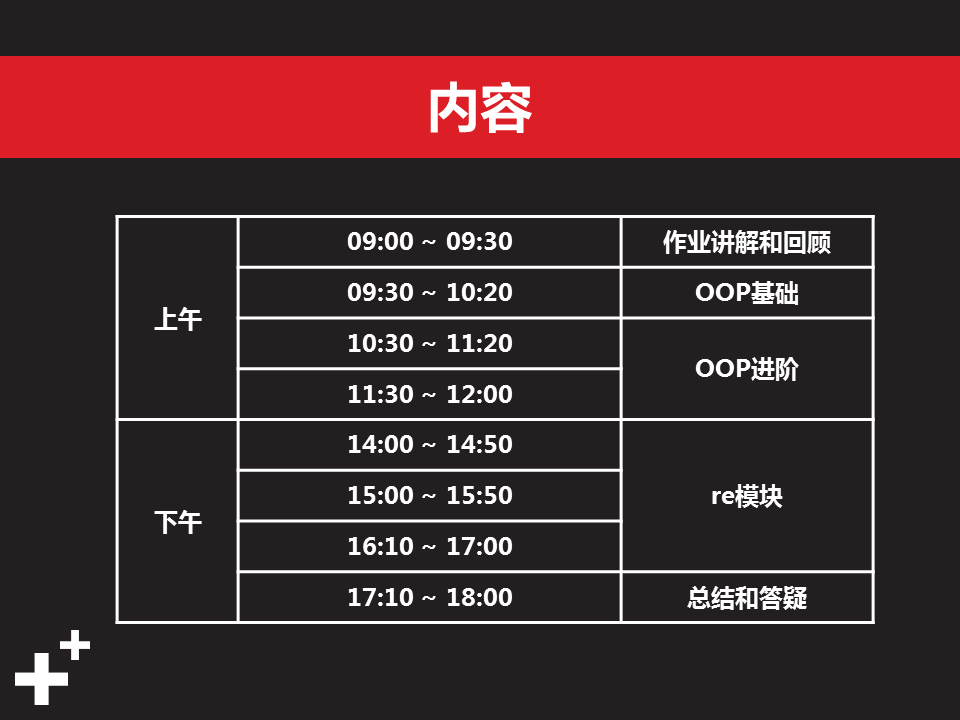 内容
上午
09:00 ~ 09:30
作业讲解和回顾
09:30 ~ 10:20
OOP基础
10:30 ~ 11:20
OOP进阶
11:30 ~ 12:00
下午
14:00 ~ 14:50
re模块
15:00 ~ 15:50
16:10 ~ 17:00
17:10 ~ 18:00
总结和答疑